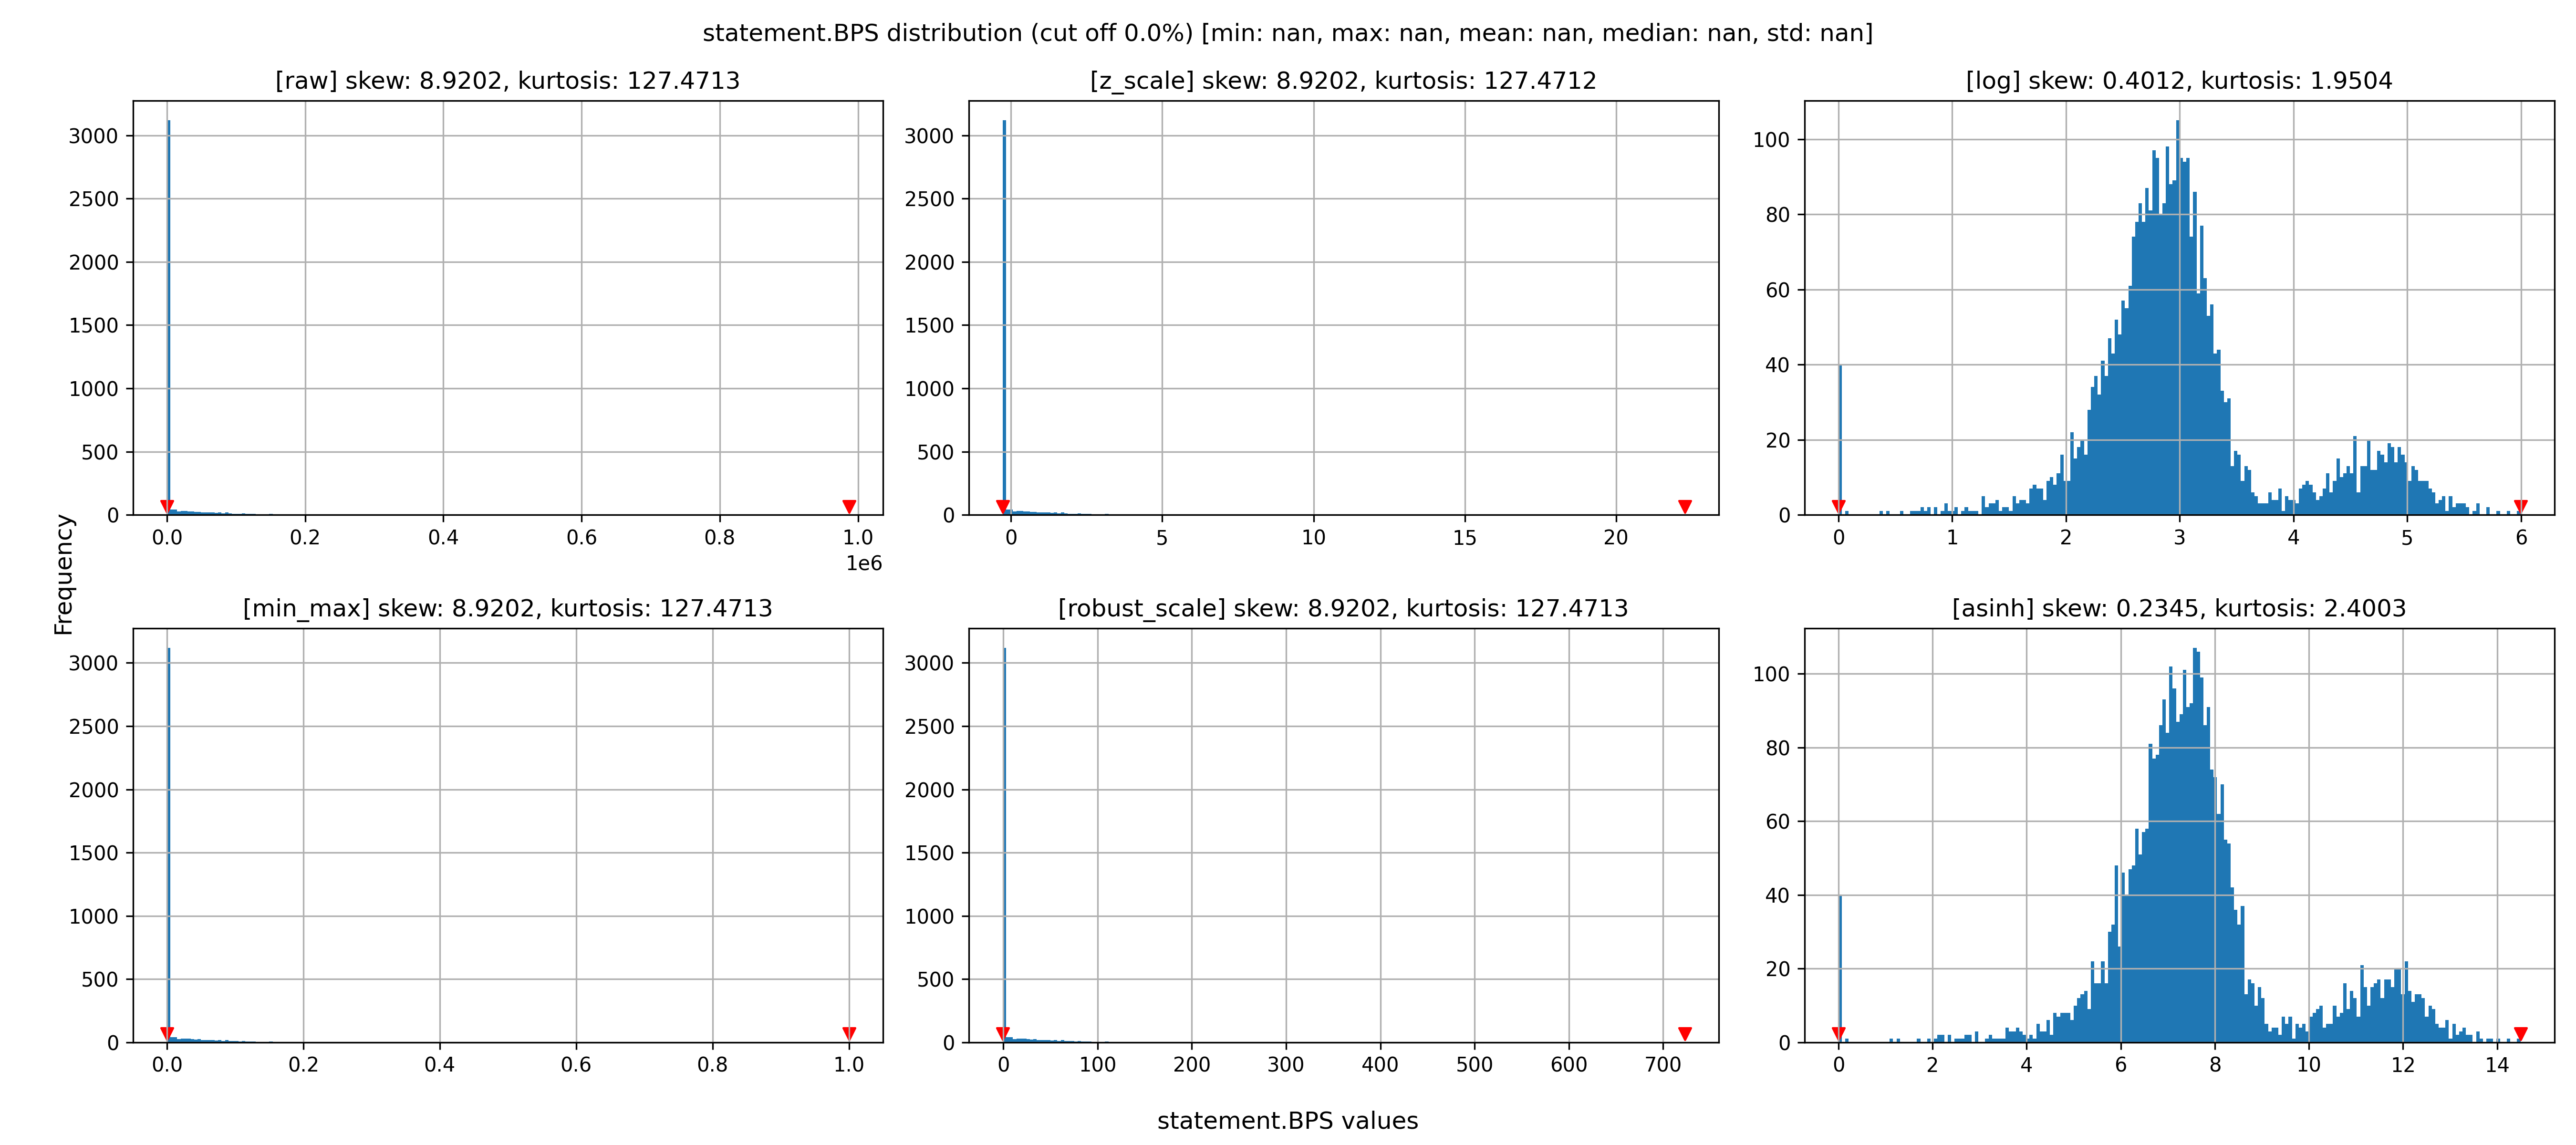 statement.BPS distribution (cut off 0.0%) [min: nan, max: nan, mean: nan, median: nan, std: nan]
[raw] skew: 8.9202, kurtosis: 127.4713
3000
2500
2000
1500
1000
500
0
0.0 0.2 0.4 0.6 0.8 1.0
1e6
[z_scale] skew: 8.9202, kurtosis: 127.4712
3000
2500
2000
1500
1000
500
0
0 5 10 15 20
[log] skew: 0.4012, kurtosis: 1.9504
100
80
60
40
20
0
0 1 2 3 4 5 6
Frequency
[min_max] skew: 8.9202, kurtosis: 127.4713
3000
2500
2000
1500
1000
500
0
0.0 0.2 0.4 0.6 0.8 1.0
[robust_scale] skew: 8.9202, kurtosis: 127.4713
3000
2500
2000
1500
1000
500
0
0 100 200 300 400 500 600 700
[asinh] skew: 0.2345, kurtosis: 2.4003
100
80
60
40
20
0
0 2 4 6 8 10 12 14
statement.BPS values